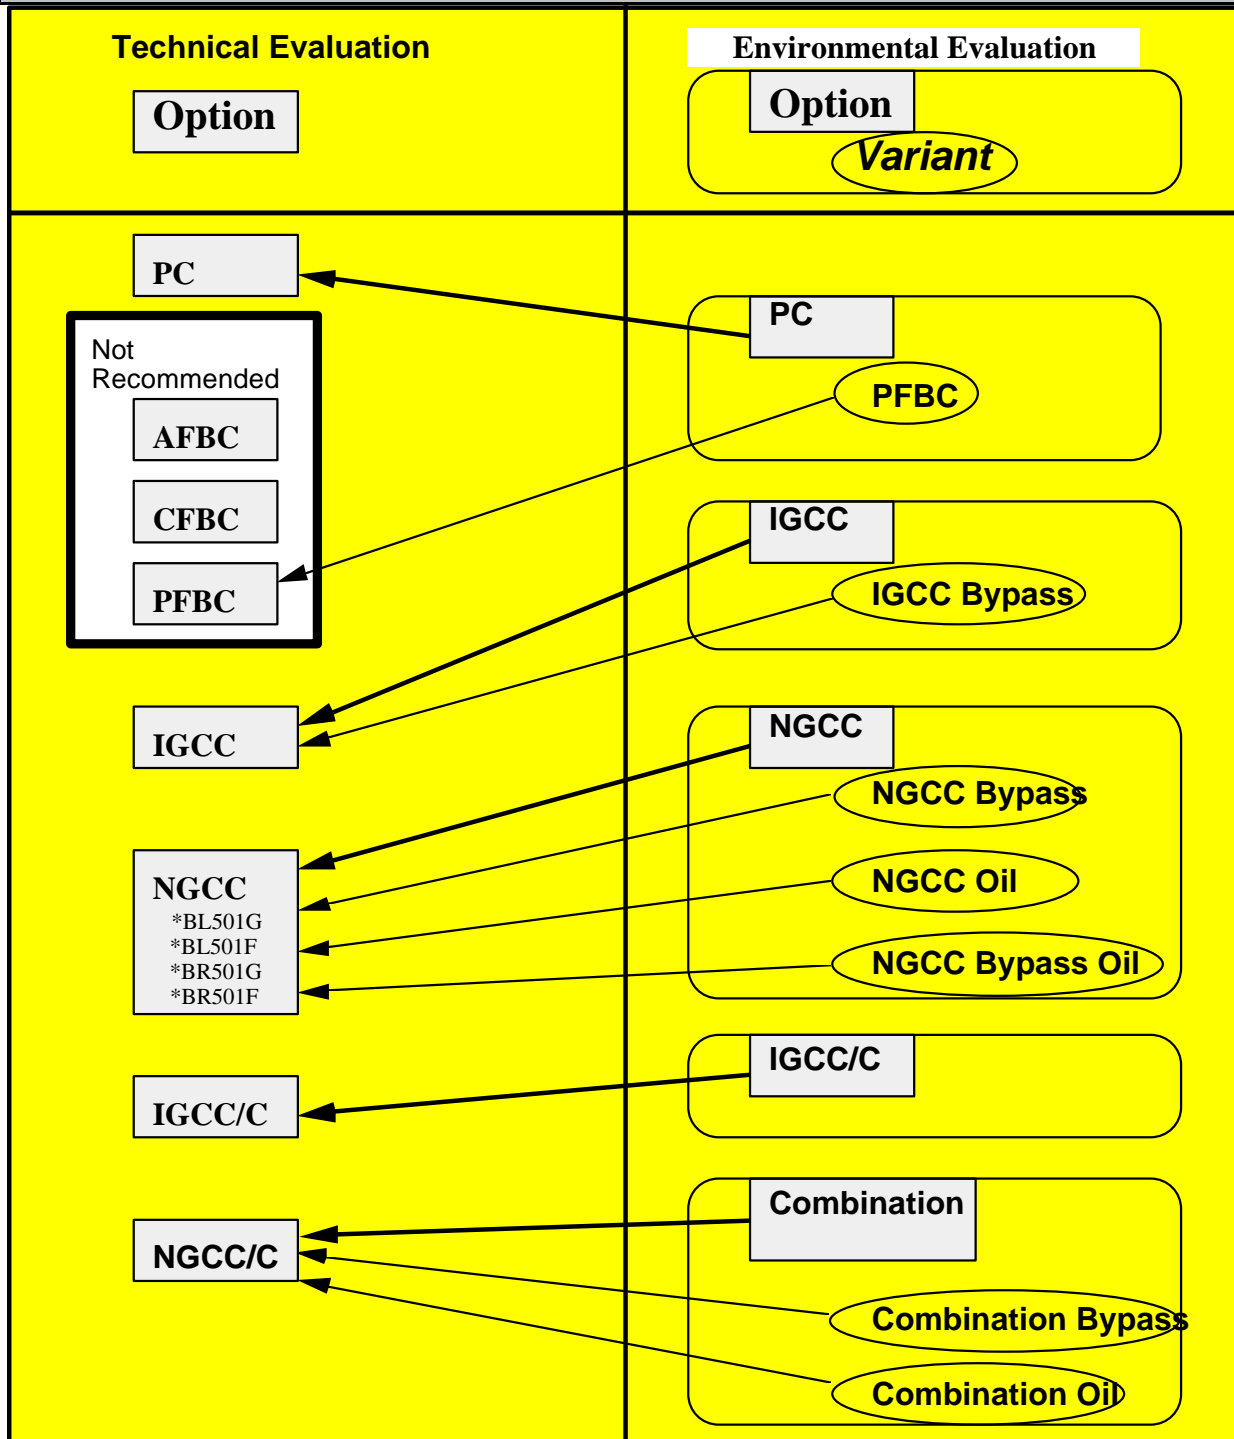 Technical Evaluation
Option
Environmental Evaluation
Option
Variant
PC
Not
Recommended
AFBC
CFBC
PFBC
IGCC
NGCC
*BL501G
*BL501F
*BR501G
*BR501F
IGCC/C
NGCC/C
PC
PFBC
IGCC
IGCC Bypass
NGCC
NGCC Bypass
NGCC Oil
NGCC Bypass Oil
IGCC/C
Combination
Combination Bypass
Combination Oil